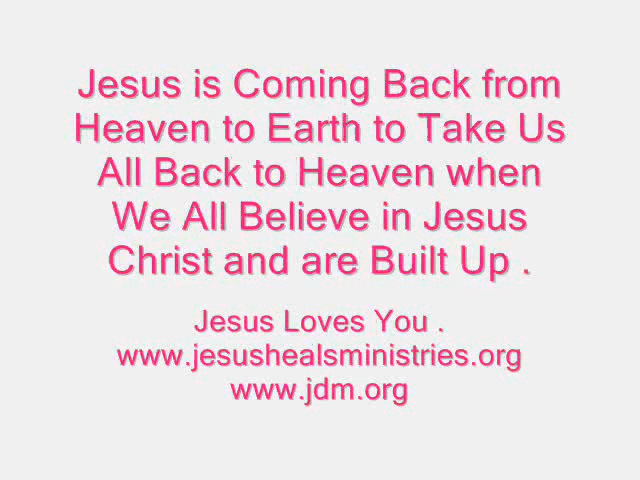 Jesus is Coming Back from
Heaven to Earth to Take Us
All Back to Heaven when
We All Believe in Jesus
Christ and are Built Up .
Jesus Loves You .
www.jesushealsministries.org
www.jdm.org